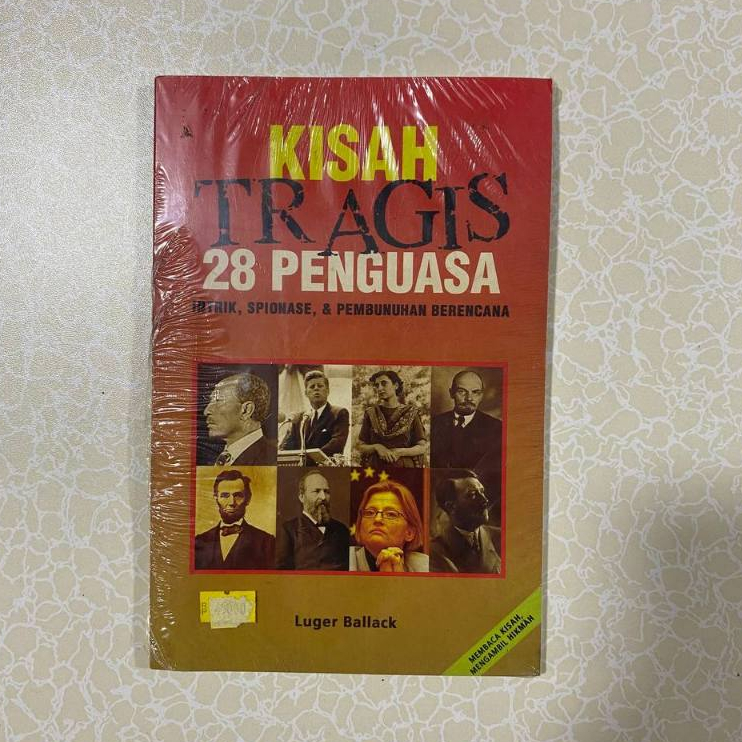 KISAH
TRAGIS
28 PENGUASA
INTRIK, SPIONASE, & PEMBUNUHAN BERENCANA
Luger Ballack
MEMBACA KISAH,
MENGAMBIL HIKMAH